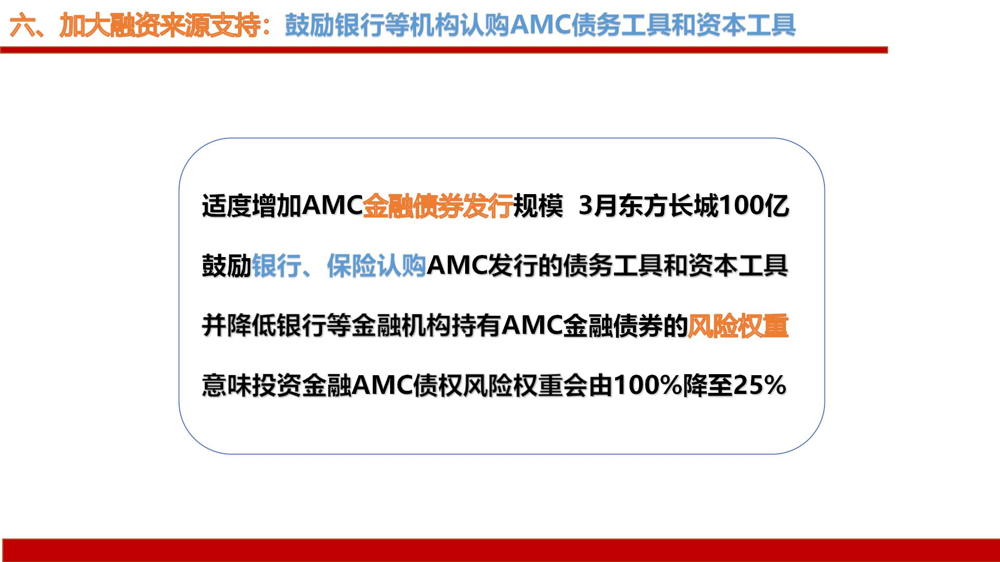 六、加大融资来源支持：鼓励银行等机构认购AMC债务工具和资本工具
适度增加AMC金融债券发行规模 3月东方长城100亿
鼓励银行、保险认购AMC发行的债务工具和资本工具
并降低银行等金融机构持有AMC金融债券的风险权重
意味投资金融AMC债权风险权重会由100%降至25%